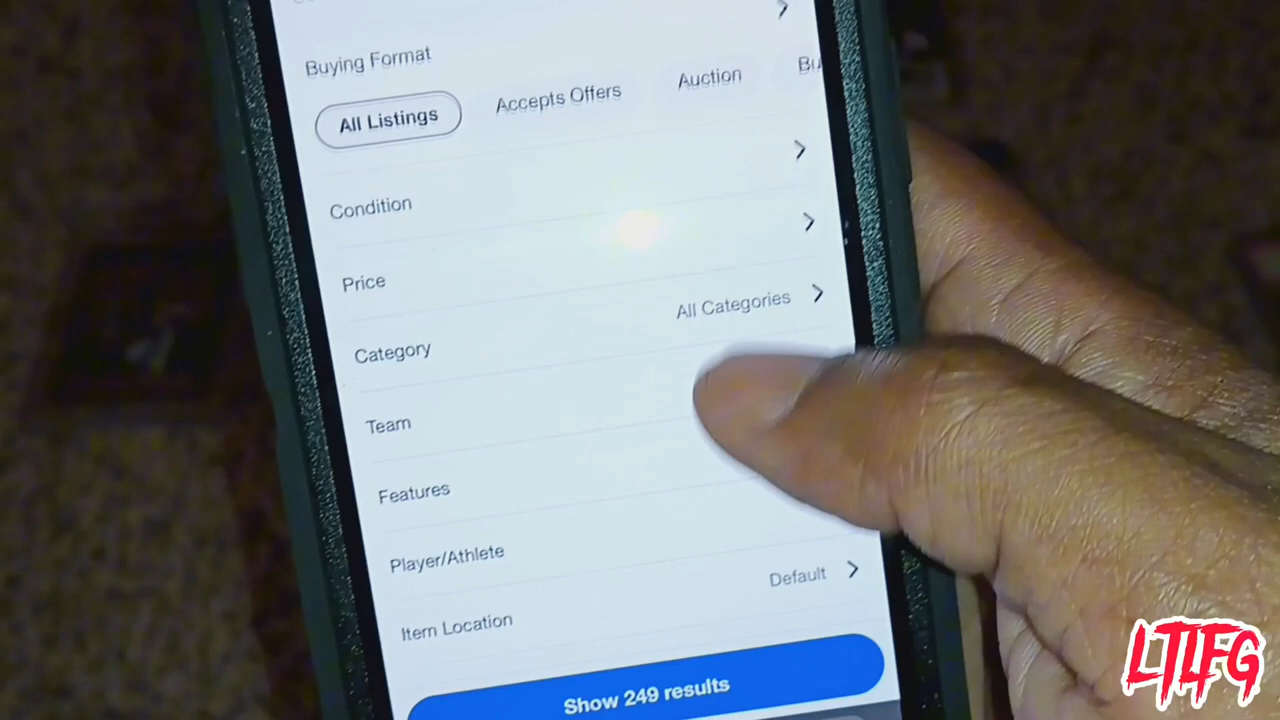 Buying Format
All Listings
Accepts Offers
Auction
Bu
Condition
Price
Category
All Categories
Team
Features
Player/Athlete
Item Location
Default
Show 249 results
LTLFG